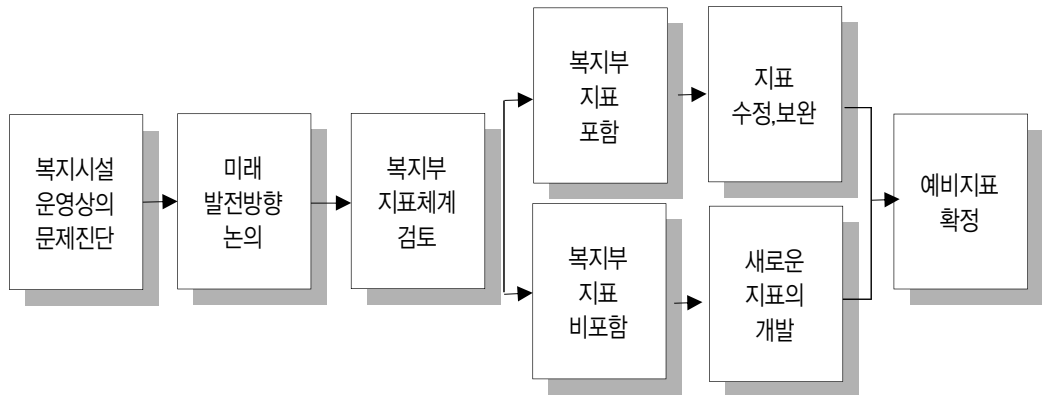 복지시설
운영상의
문제진단
미래
발전방향
논의
복지부
지표체계
검토
복지부
지표
포함
지표
수정,보완
복지부
지표
비포함
새로운
지표의
개발
예비지표
확정